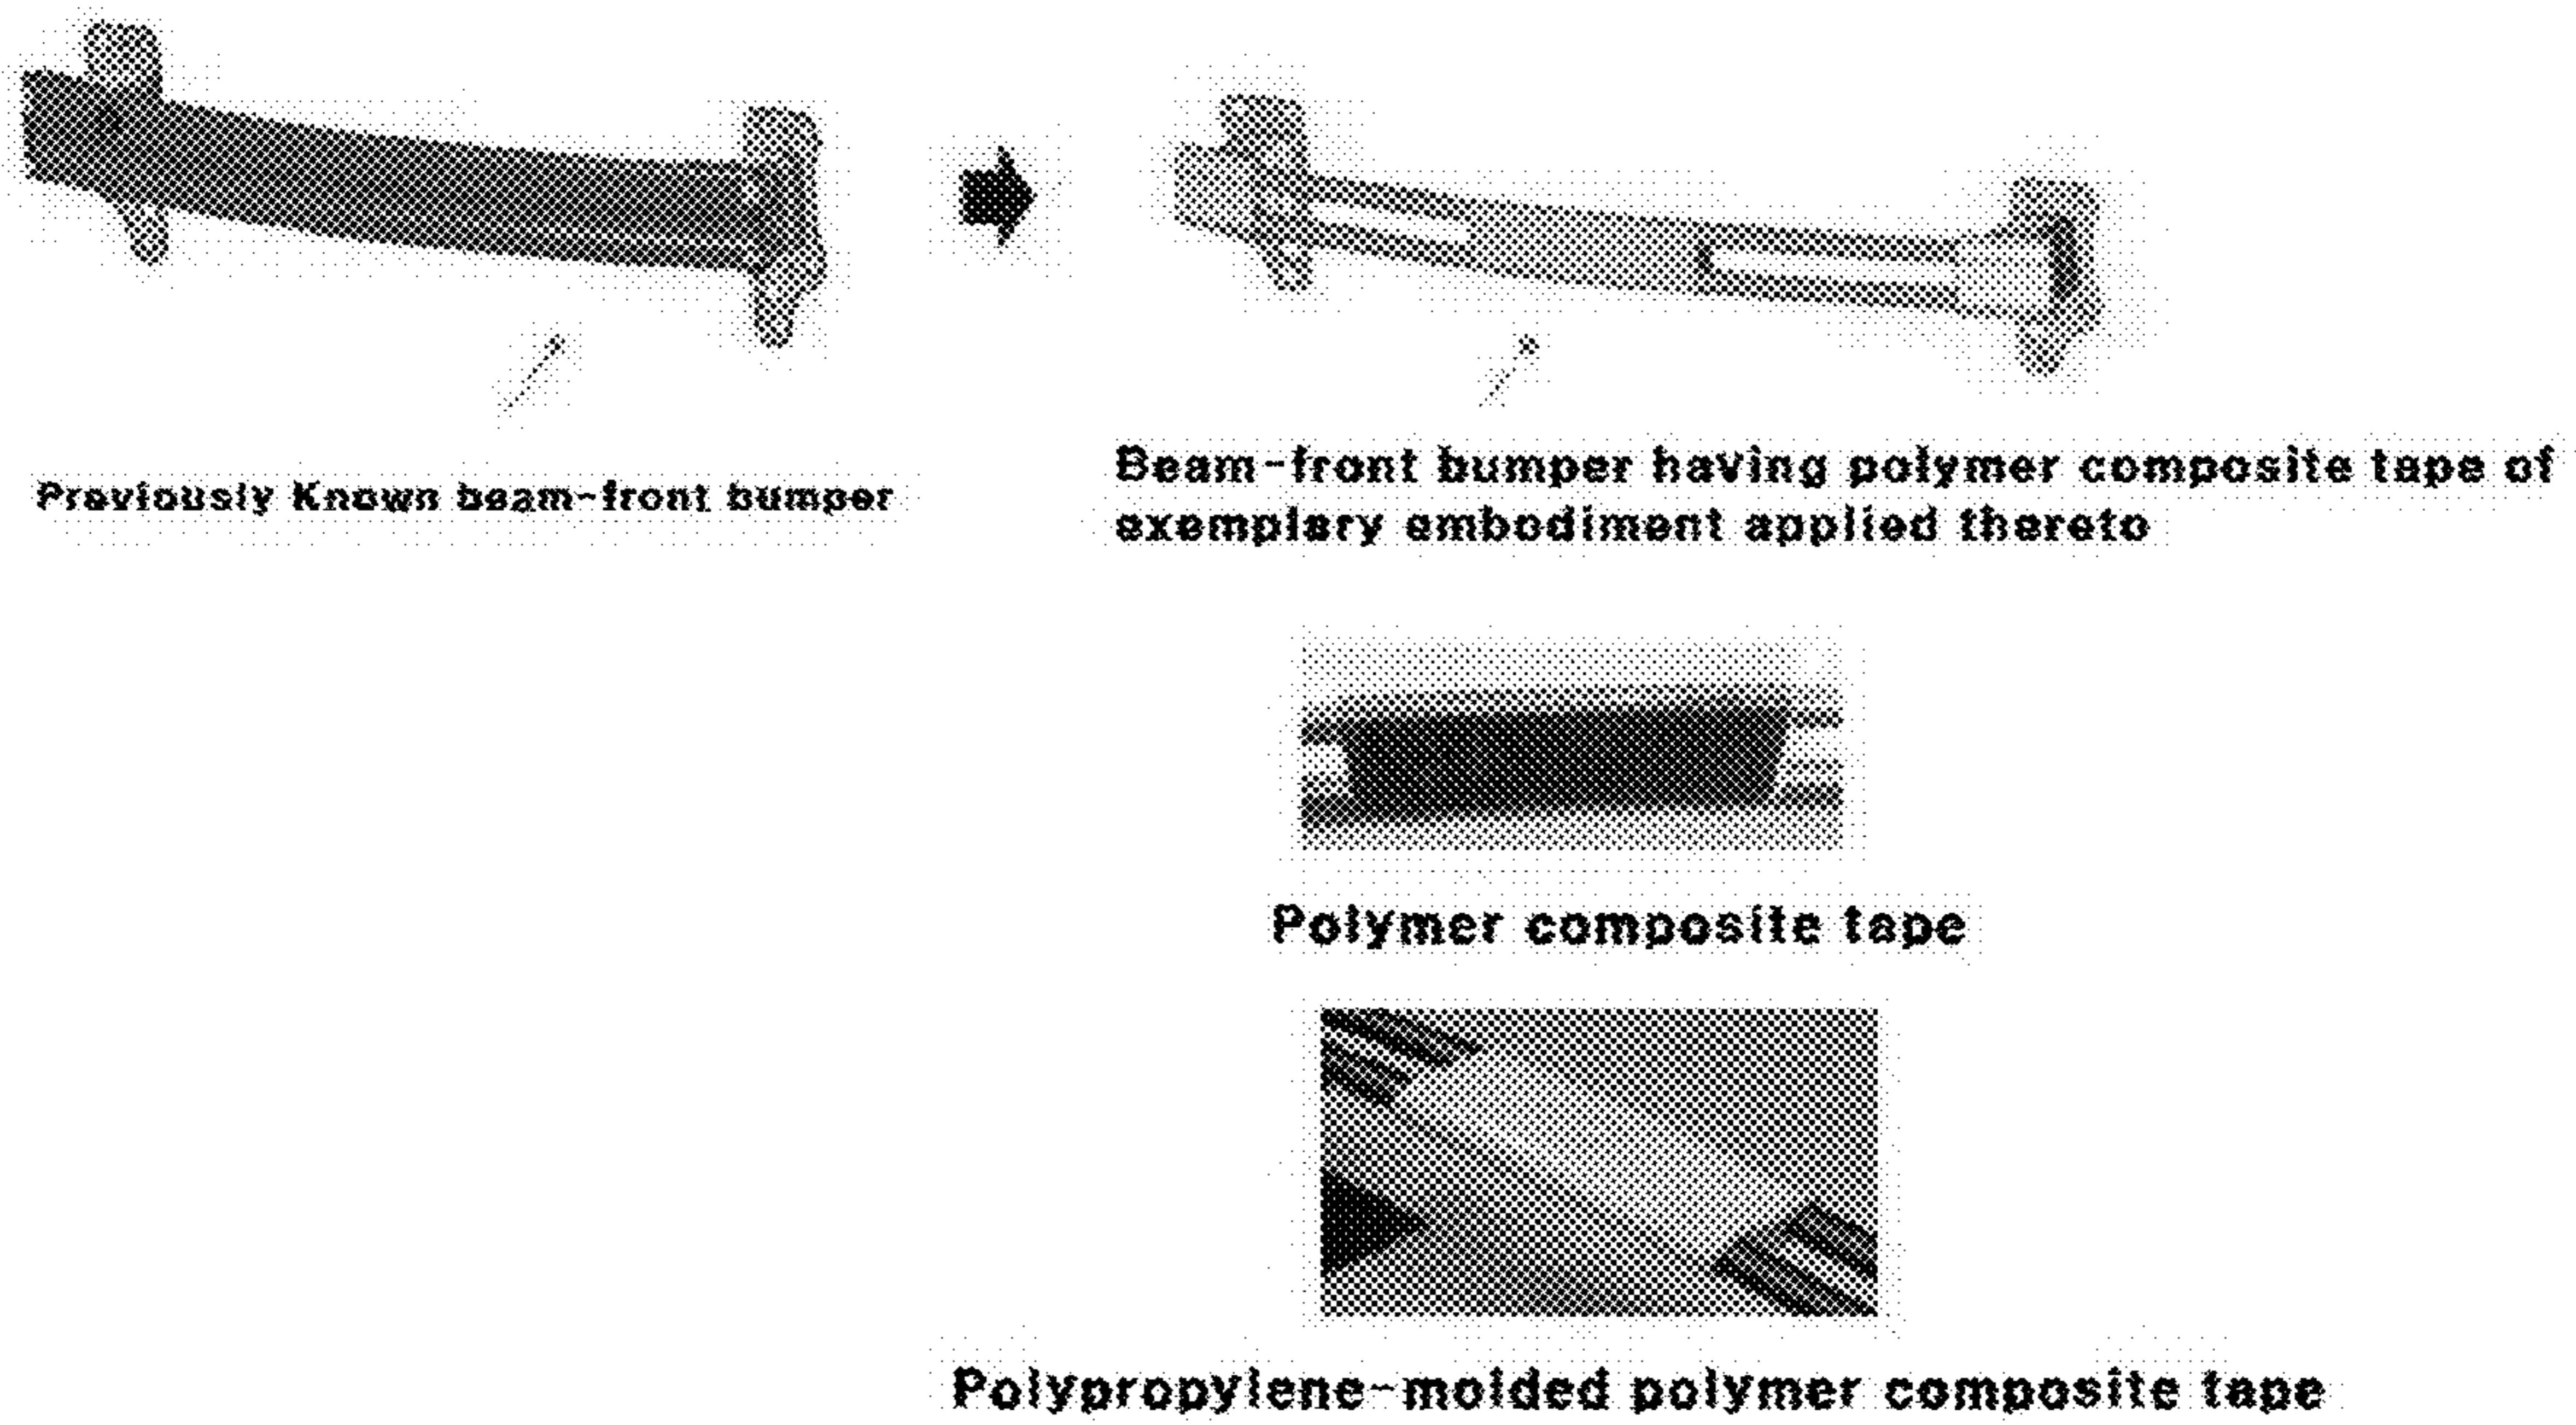 Previously Known beam-front bumper
Beam-front bumper having polymer composite tape of
exemplary embodiment applied thereto
Polymer composite tape
Polypropylene-molded polymer composite tape